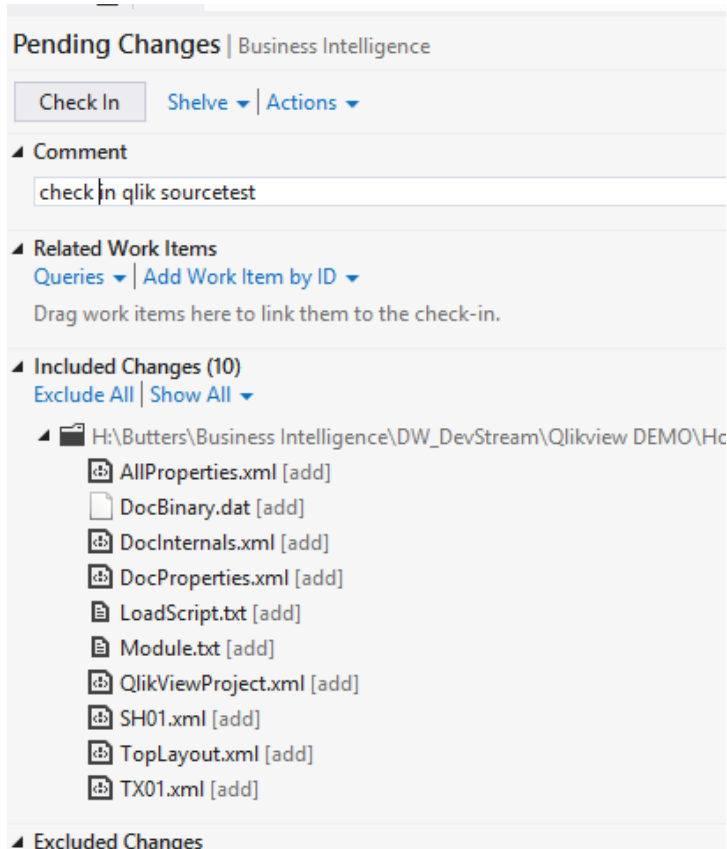 Pending Changes | Business Intelligence
Check In Shelve | Actions
Comment
check in qlik sourcetest
Related Work Items
Queries | Add Work Item by ID
Drag work items here to link them to the check-in.
Included Changes (10)
Exclude All | Show All
H:\Butters\Business Intelligence\DW_DevStream\Qlikview DEMO\Ho
AllProperties.xml [add]
DocBinary.dat [add]
DocInternals.xml [add]
DocProperties.xml [add]
LoadScript.txt [add]
Module.txt [add]
QlikViewProject.xml [add]
SH01.xml [add]
TopLayout.xml [add]
TX01.xml [add]
Excluded Changes